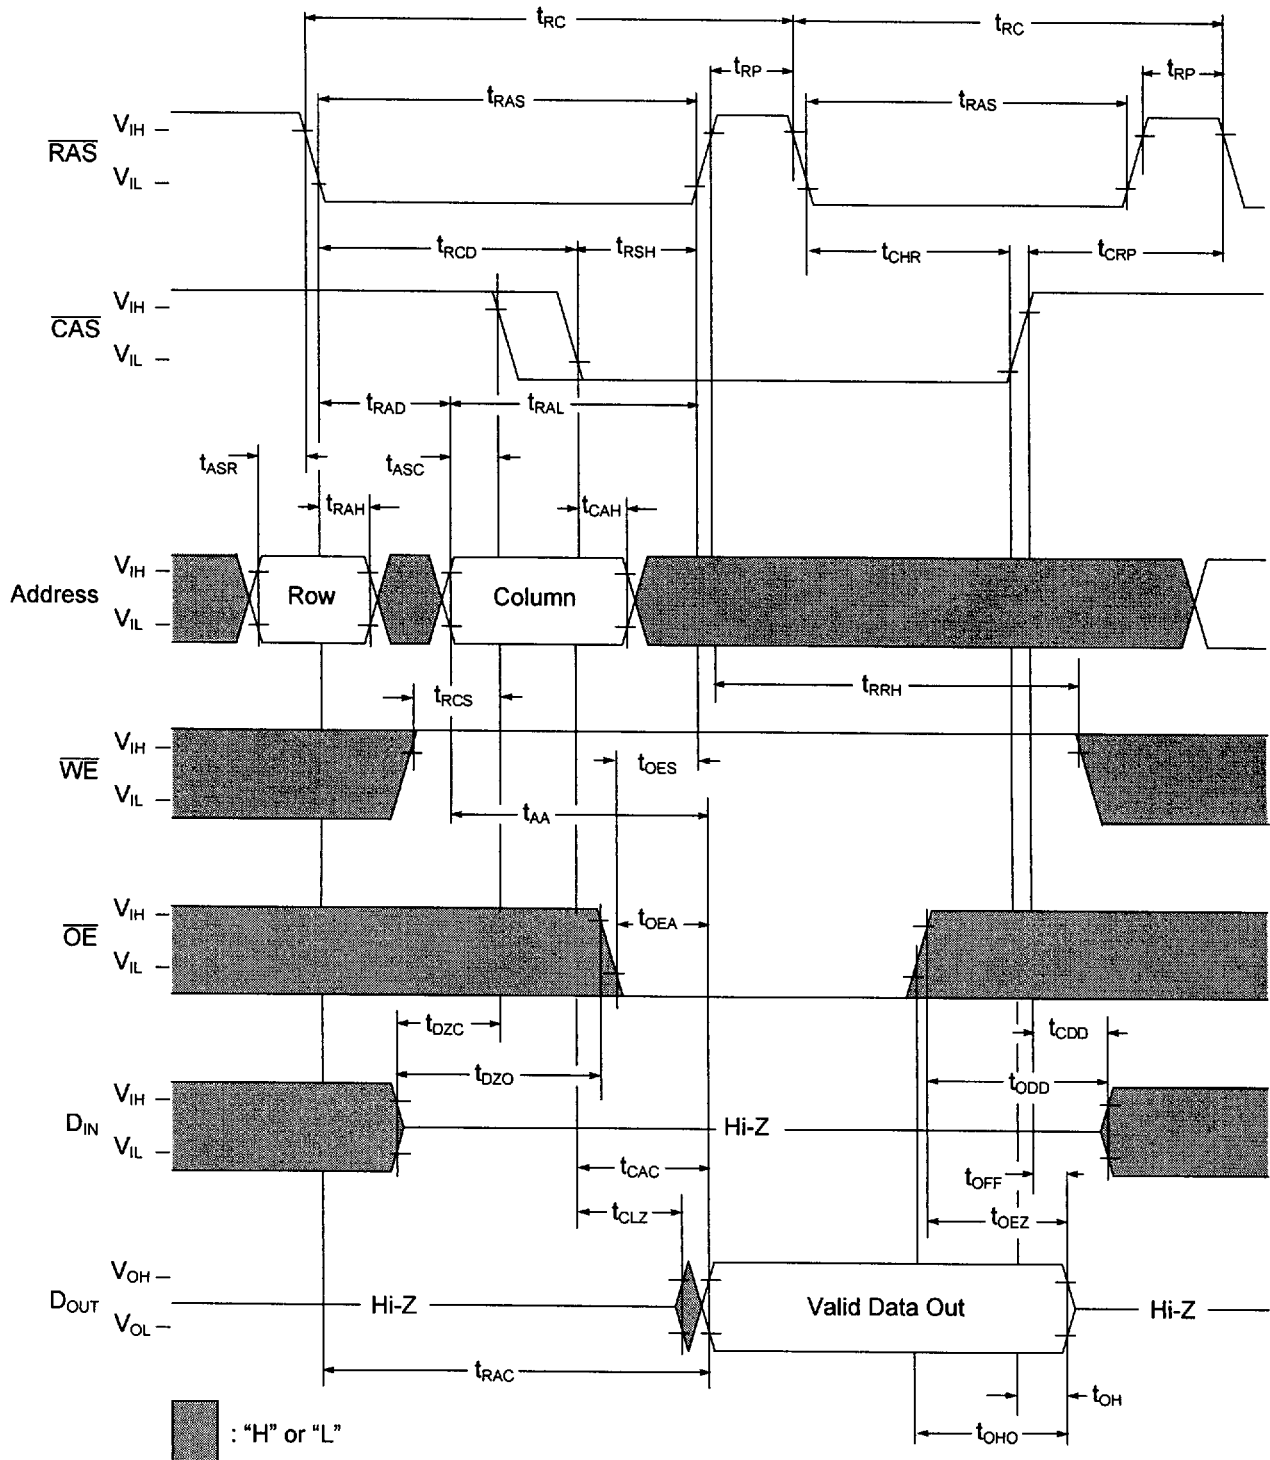 tRC tRC
tRP tRP
tRAS tRAS
RAS VIH
VIL
tRCD tRSH tCHR tCRP
CAS VIH
VIL
tRAD tRAL
tASR tASC
tRAH tCAH
Address VIH
Row Column
VIL
tRCS tRRH
WE VIH
VIL
tOES
tAA
OE VIH
VIL
tOEA
tDZC tCDD
tDZO tODD
DIN VIH
VIL
Hi-Z
tCAC tOFF
tCLZ tOEZ
DOUT VOH
VOL
Hi-Z Valid Data Out Hi-Z
tRAC tOH
tOHO
: “H” or “L”